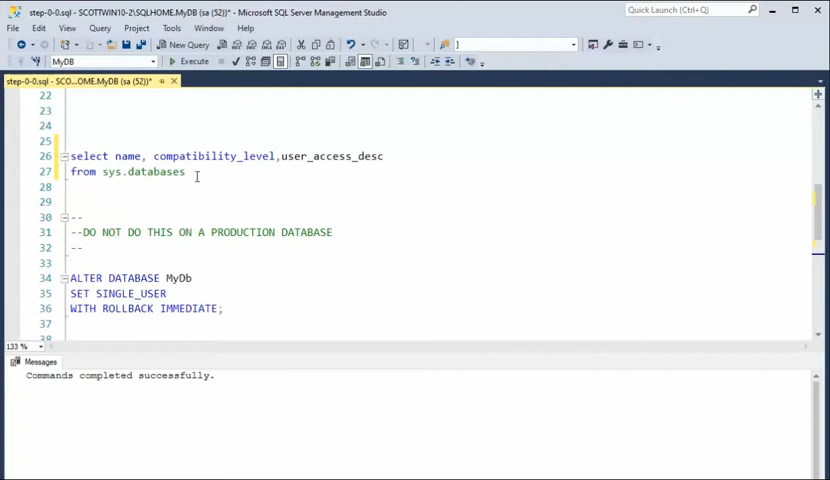 step-0-0.sql - SCOTTWIN10-2\SQLHOME.MyDB (sa (52))* - Microsoft SQL Server Management Studio
Quick Launch (Ctrl+Q)
File Edit View Query Project Tools Window Help
New Query
MyDB
Execute
step-0-0.sql - SCO...OME.MyDB (sa (52))*
22
23
24
25
26 select name, compatibility_level,user_access_desc
27 from sys.databases
28
29
30 --
31 --DO NOT DO THIS ON A PRODUCTION DATABASE
32 --
33
34 ALTER DATABASE MyDb
35 SET SINGLE_USER
36 WITH ROLLBACK IMMEDIATE;
37
38
133 %
Messages
Commands completed successfully.